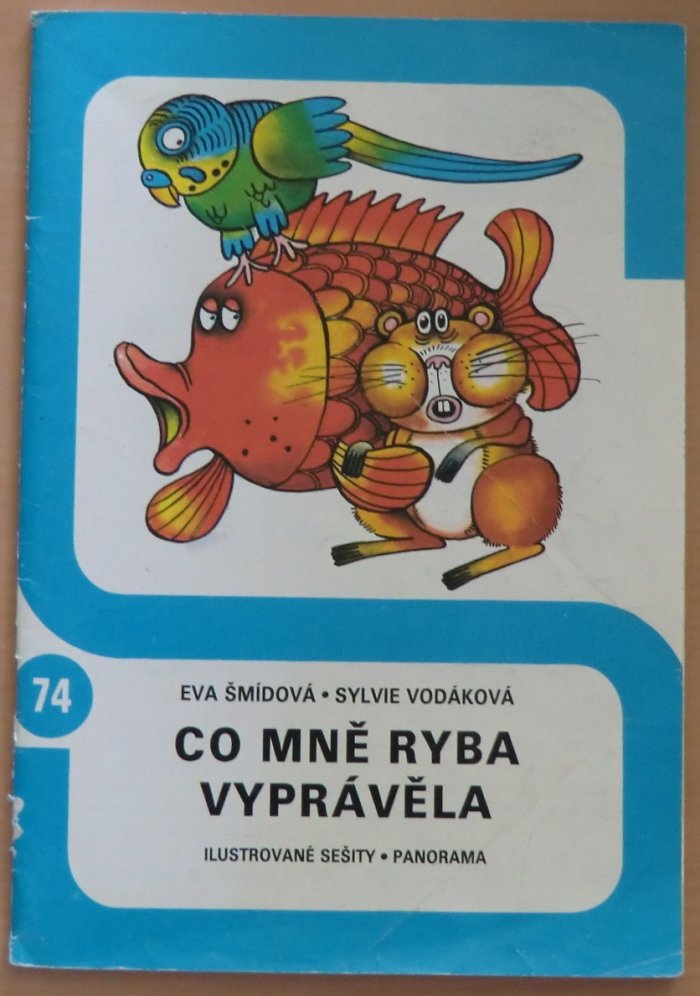 74
EVA ŠMÍDOVÁ • SYLVIE VODÁKOVÁ
CO MNĚ RYBA
VYPRÁVĚLA
ILUSTROVANÉ SEŠITY • PANORAMA